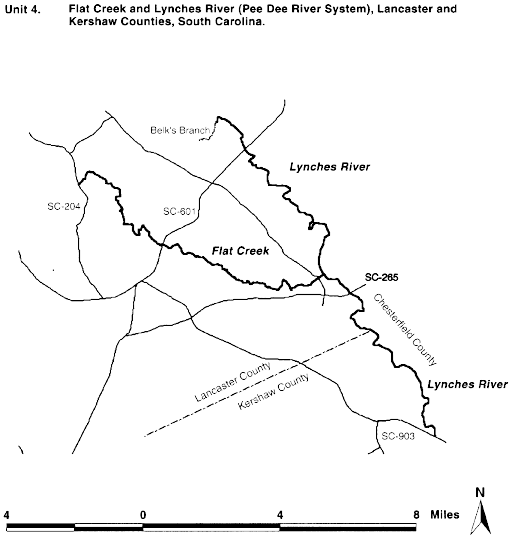 Unit 4. Flat Creek and Lynches River (Pee Dee River System), Lancaster and
Kershaw Counties, South Carolina.
Belk's Branch
Lynches River
SC-204
SC-601
Flat Creek
SC-265
Chesterfield County
Lancaster County
Kershaw County
Lynches River
SC-903
N
4 0 4 8 Miles